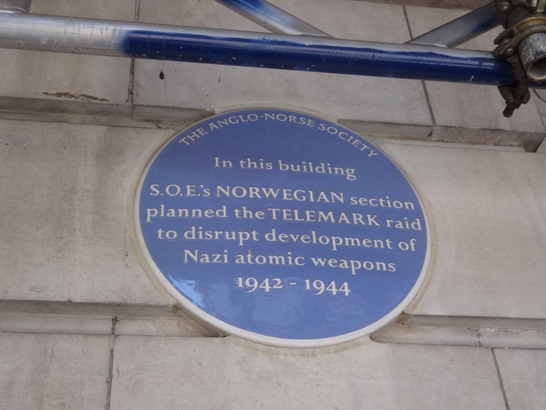 THE ANGLO-NORSE SOCIETY
In this building
S.O.E.'s NORWEGIAN section
planned the TELEMARK raid
to disrupt development of
Nazi atomic weapons
1942 - 1944